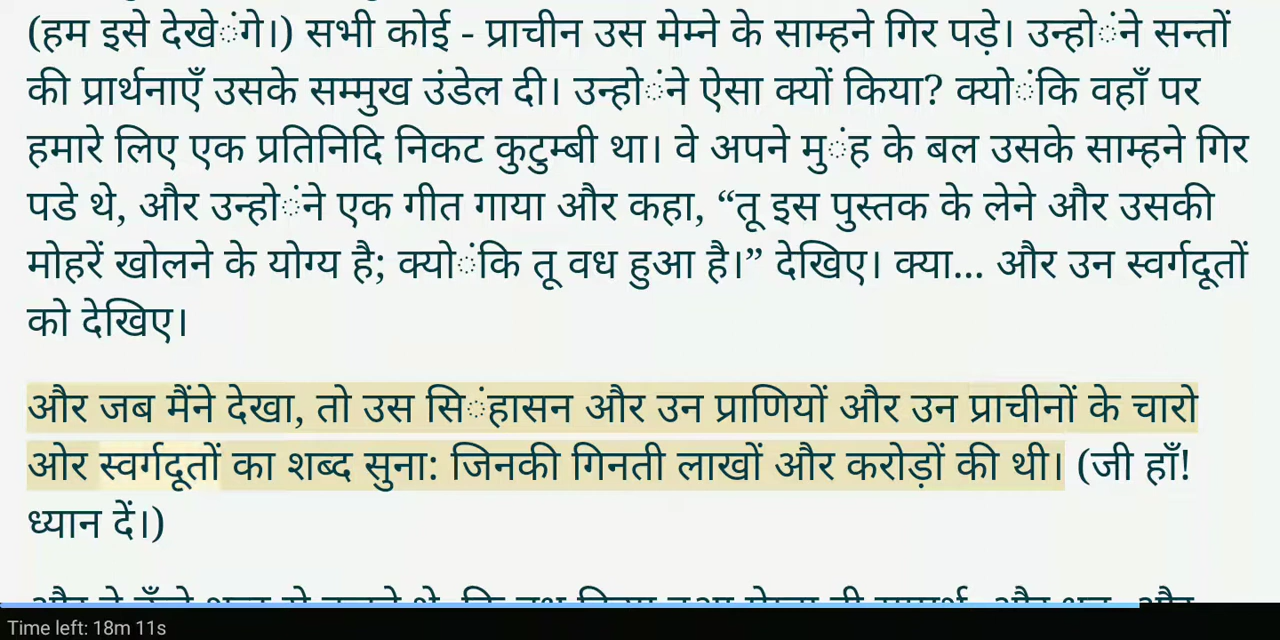 (हम इसे देखेंगे।) सभी कोई - प्राचीन उस मेम्ने के साम्हने गिर पड़े। उन्होंने सन्तों
की प्रार्थनाएँ उसके सम्मुख उंडेल दी। उन्होंने ऐसा क्यों किया? क्योंकि वहाँ पर
हमारे लिए एक प्रतिनिदि निकट कुटुम्बी था। वे अपने मुंह के बल उसके साम्हने गिर
पडे थे, और उन्होंने एक गीत गाया और कहा, “तू इस पुस्तक के लेने और उसकी
मोहरें खोलने के योग्य है; क्योंकि तू वध हुआ है।” देखिए। क्या... और उन स्वर्गदूतों
को देखिए।
और जब मैंने देखा, तो उस सिंहासन और उन प्राणियों और उन प्राचीनों के चारो
ओर स्वर्गदूतों का शब्द सुना: जिनकी गिनती लाखों और करोड़ों की थी। (जी हाँ!
ध्यान दें।)
Time left: 18m 11s